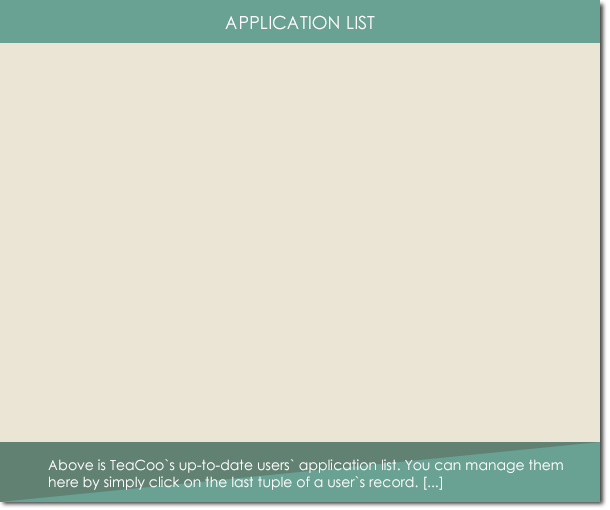 APPLICATION LIST
Above is TeaCoo`s up-to-date users` application list. You can manage them
here by simply click on the last tuple of a user`s record. [...]